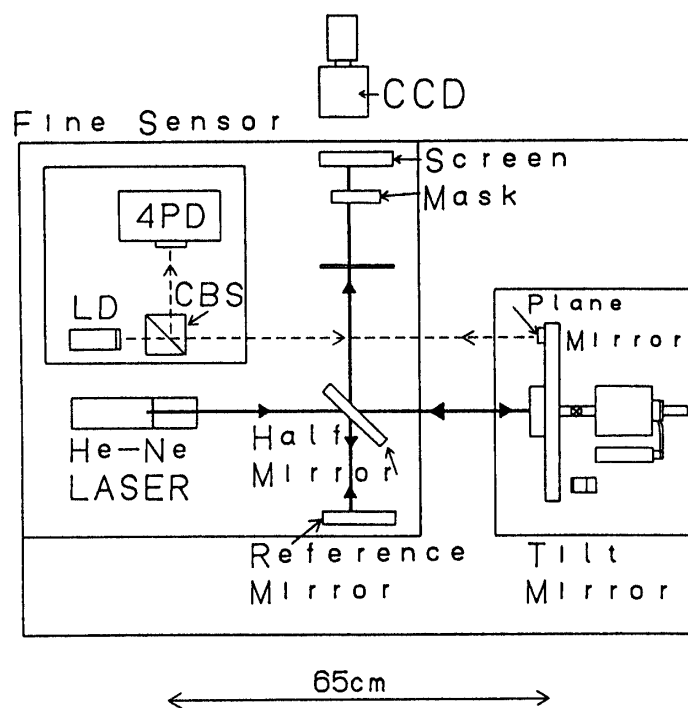 CCD
Fine Sensor
Screen
Mask
4PD
LD
CBS
Plane
Mirror
Half
Mirror
He-Ne
LASER
Reference
Mirror
Tilt
Mirror
65cm